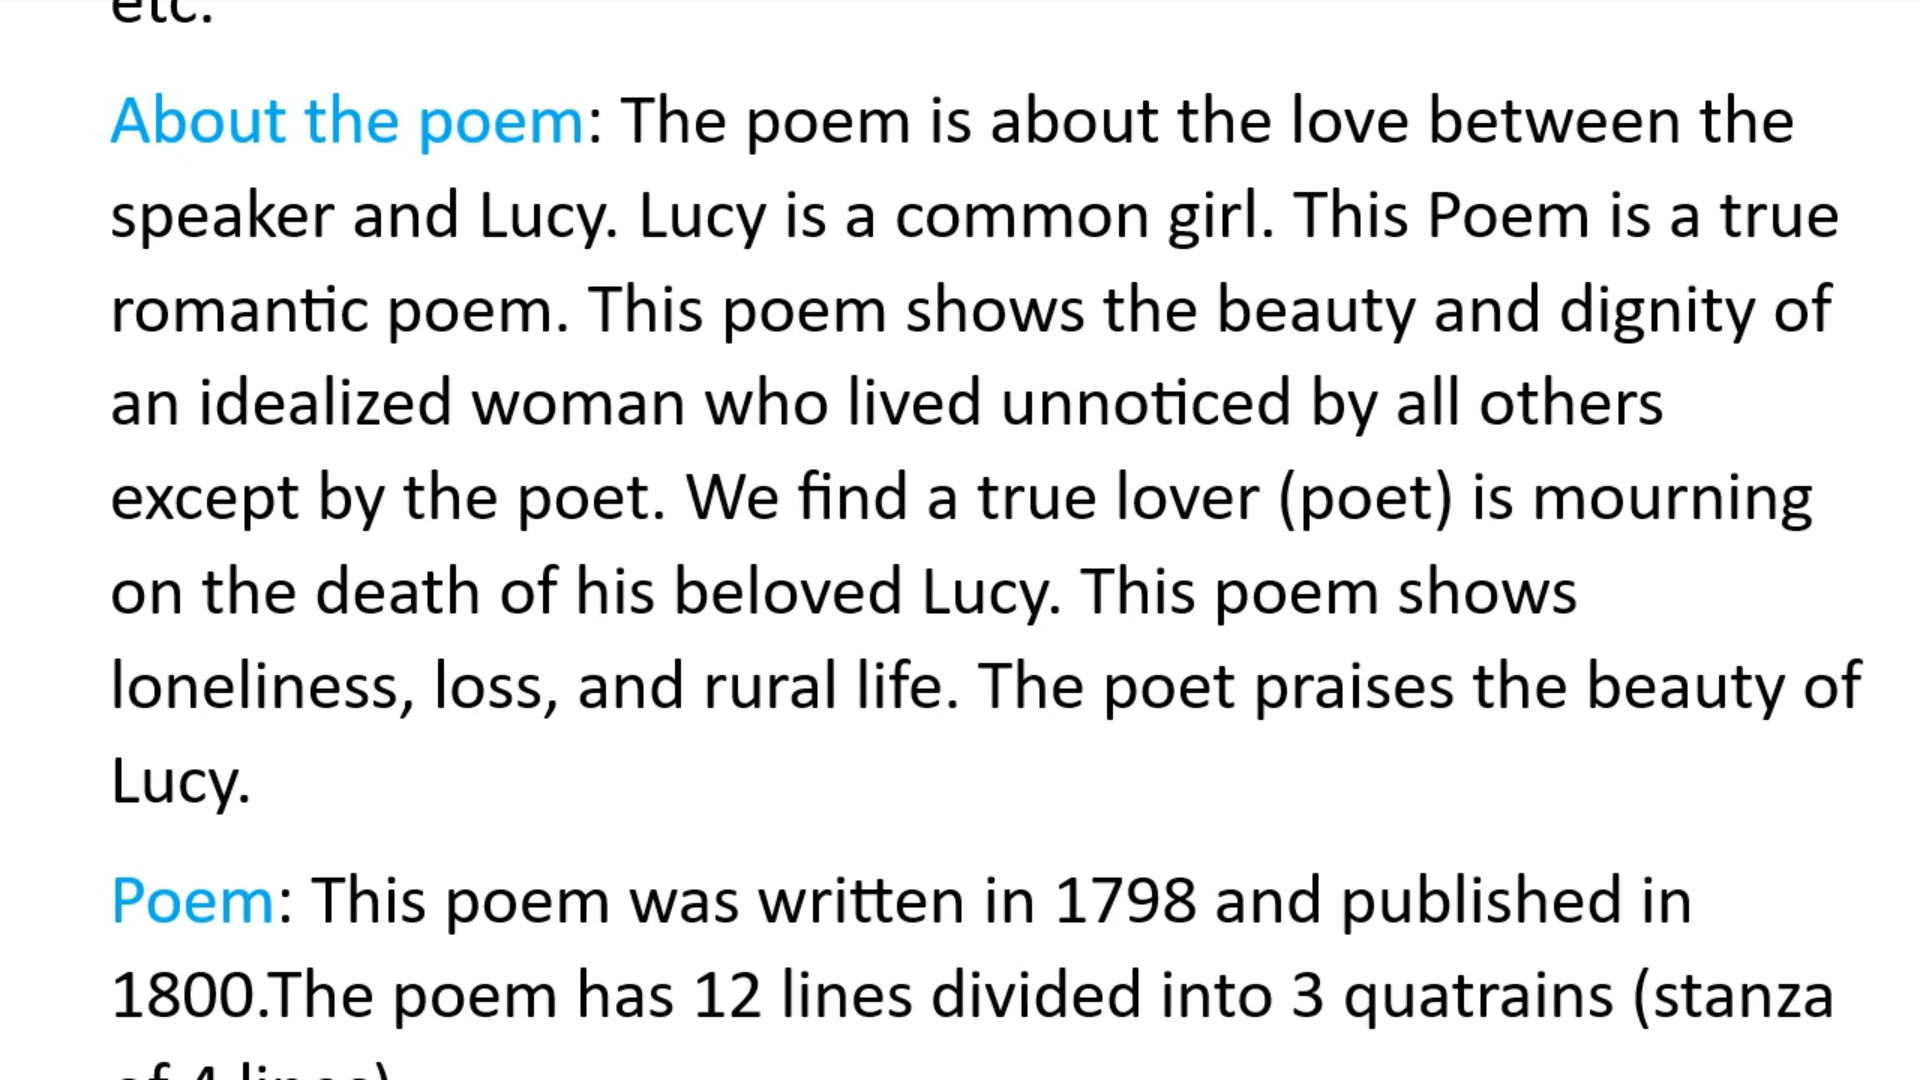 etc.
About the poem: The poem is about the love between the
speaker and Lucy. Lucy is a common girl. This Poem is a true
romantic poem. This poem shows the beauty and dignity of
an idealized woman who lived unnoticed by all others
except by the poet. We find a true lover (poet) is mourning
on the death of his beloved Lucy. This poem shows
loneliness, loss, and rural life. The poet praises the beauty of
Lucy.
Poem: This poem was written in 1798 and published in
1800.The poem has 12 lines divided into 3 quatrains (stanza
of 4 lines)